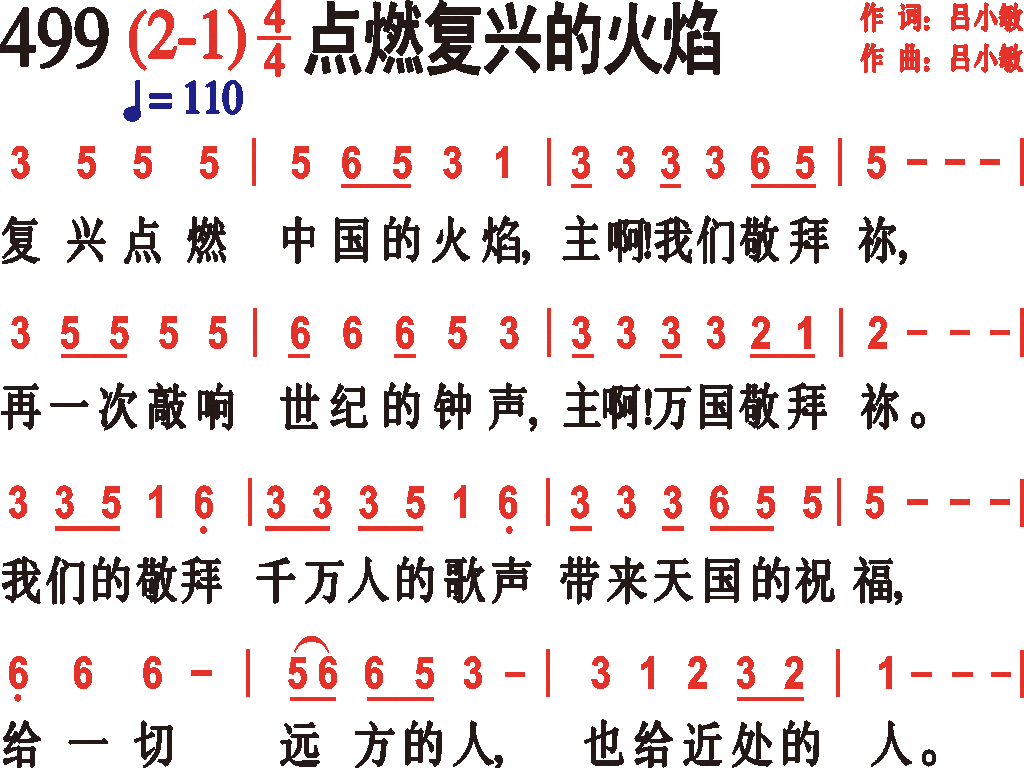 499 (2-1) 4/4 点燃复兴的火焰 作 词：吕小敏
♩= 110 作 曲：吕小敏
3 5 5 5 | 5 6 5 3 1 | 3 3 3 3 6 5 | 5 - - - |
复 兴 点 燃 中 国 的 火 焰, 主 啊!我 们 敬 拜 祢,
3 5 5 5 5 | 6 6 6 5 3 | 3 3 3 3 2 1 | 2 - - - |
再 一 次 敲 响 世 纪 的 钟 声, 主 啊!万 国 敬 拜 祢。
3 3 5 1 6̣ | 3 3 3 5 1 6̣ | 3 3 3 6 5 5 | 5 - - - |
我 们 的 敬 拜 千 万 人 的 歌 声 带 来 天 国 的 祝 福,
6̣ 6 6 - | 5 6 6 5 3 - | 3 1 2 3 2 | 1 - - - |
给 一 切 远 方 的 人, 也 给 近 处 的 人。